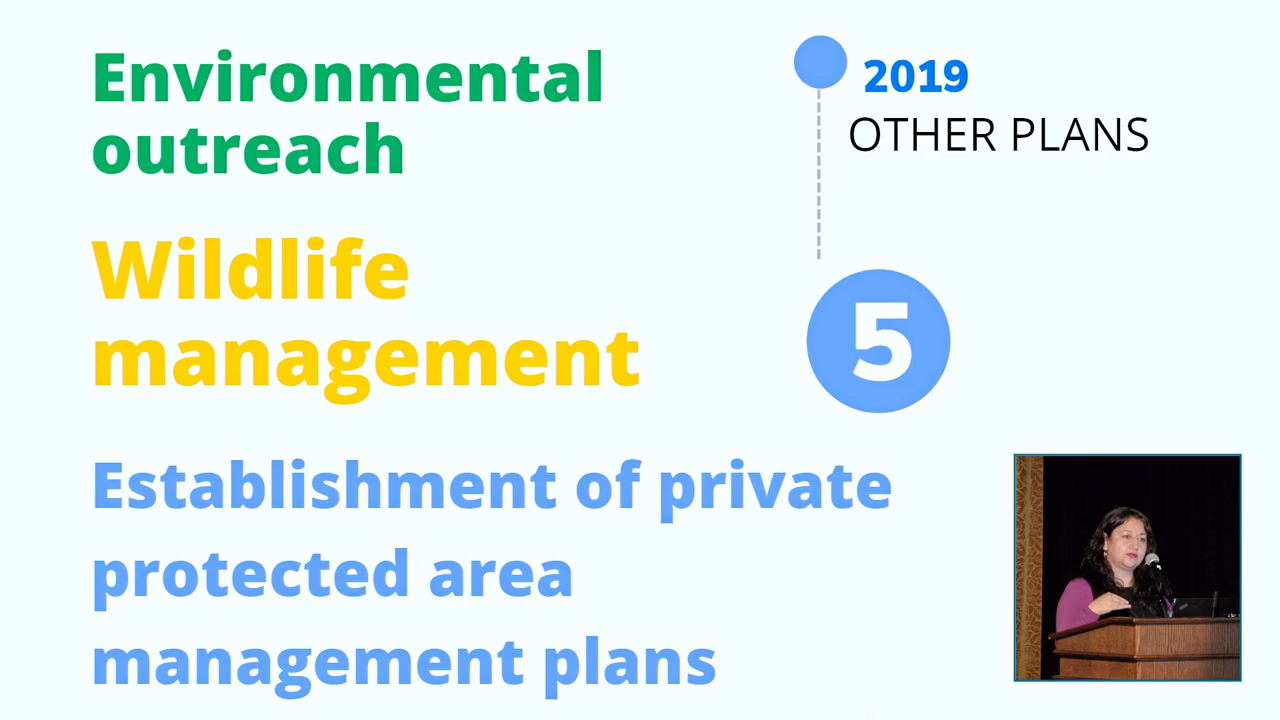 Environmental
outreach
Wildlife
management
Establishment of private
protected area
management plans
2019
OTHER PLANS
5